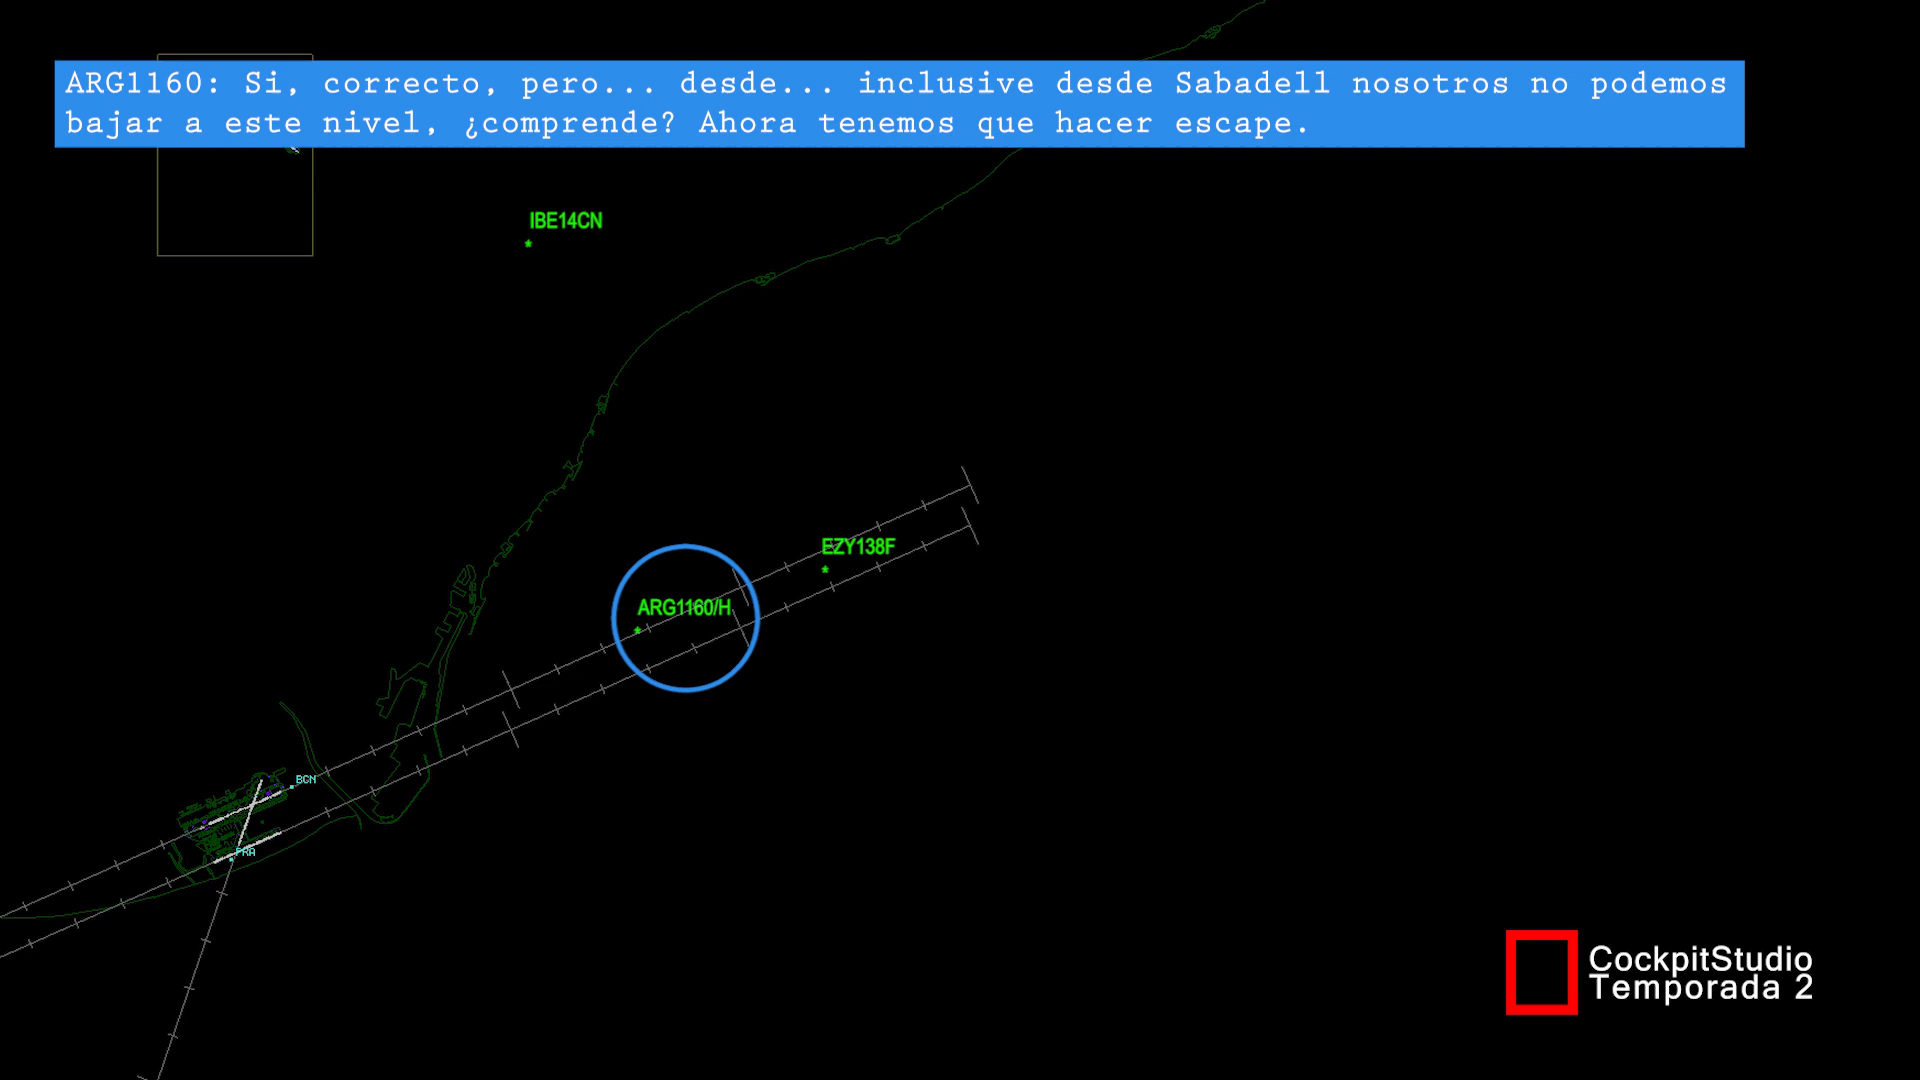 ARG1160: Si, correcto, pero... desde... inclusive desde Sabadell nosotros no podemos
bajar a este nivel, ¿comprende? Ahora tenemos que hacer escape.
IBE14CN
EZY138F
ARG1160/H
BCN
PRA
CockpitStudio
Temporada 2